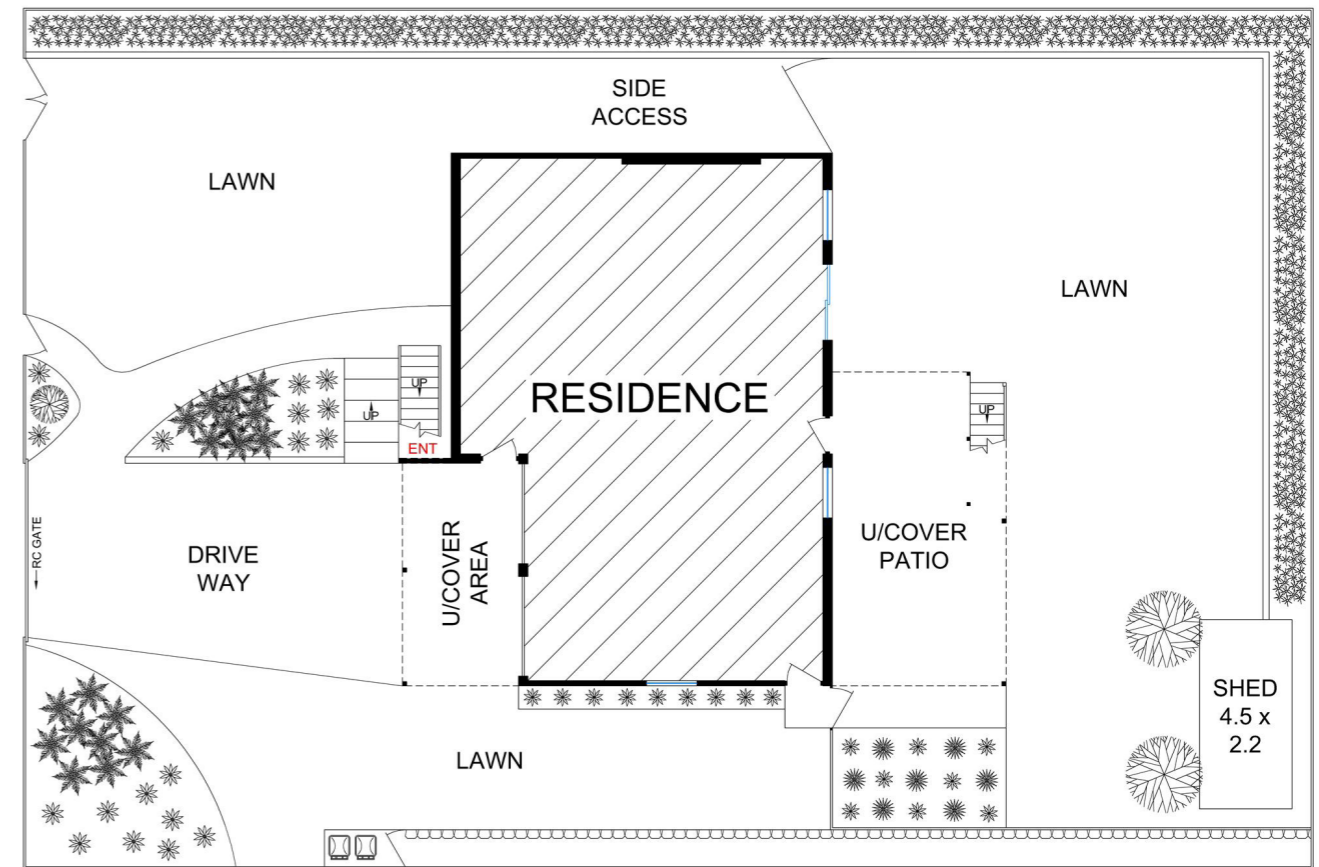 SIDE
ACCESS
LAWN
LAWN
RESIDENCE
UP
UP
ENT
UP
← RC GATE
DRIVE
WAY
U/COVER
AREA
U/COVER
PATIO
SHED
4.5 x
2.2
LAWN